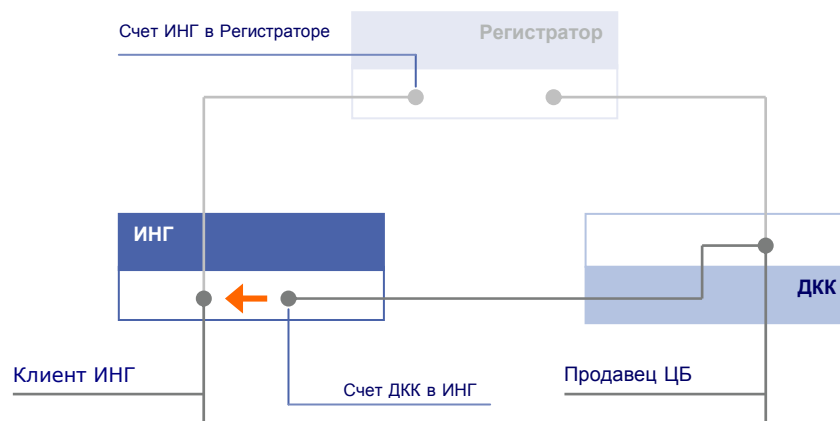 Счет ИНГ в Регистраторе
Регистратор
ИНГ
ДКК
Клиент ИНГ
Счет ДКК в ИНГ
Продавец ЦБ